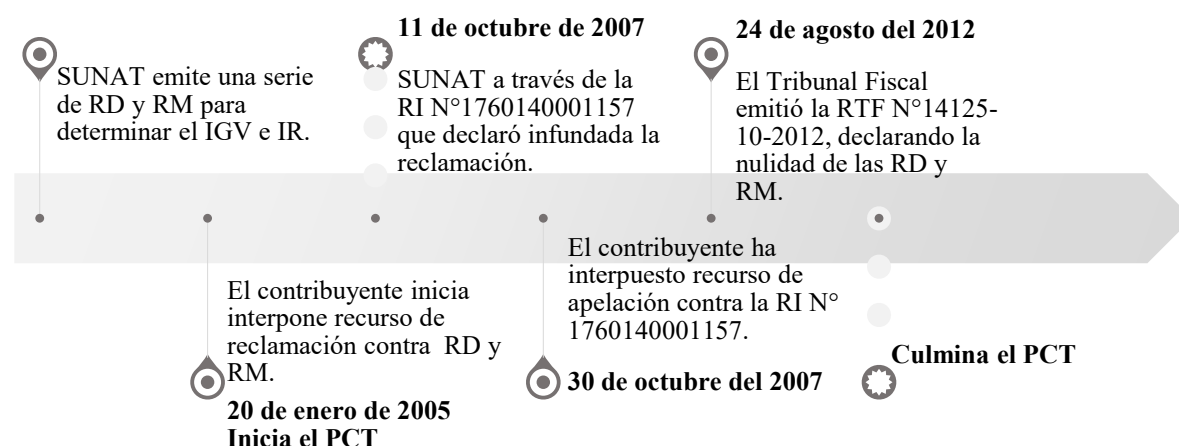 SUNAT emite una serie
de RD y RM para
determinar el IGV e IR.
El contribuyente inicia
interpone recurso de
reclamación contra RD y
RM.
20 de enero de 2005
Inicia el PCT
11 de octubre de 2007
SUNAT a través de la
RI N°1760140001157
que declaró infundada la
reclamación.
El contribuyente ha
interpuesto recurso de
apelación contra la RI N°
1760140001157.
30 de octubre del 2007
24 de agosto del 2012
El Tribunal Fiscal
emitió la RTF N°14125-
10-2012, declarando la
nulidad de las RD y
RM.
Culmina el PCT